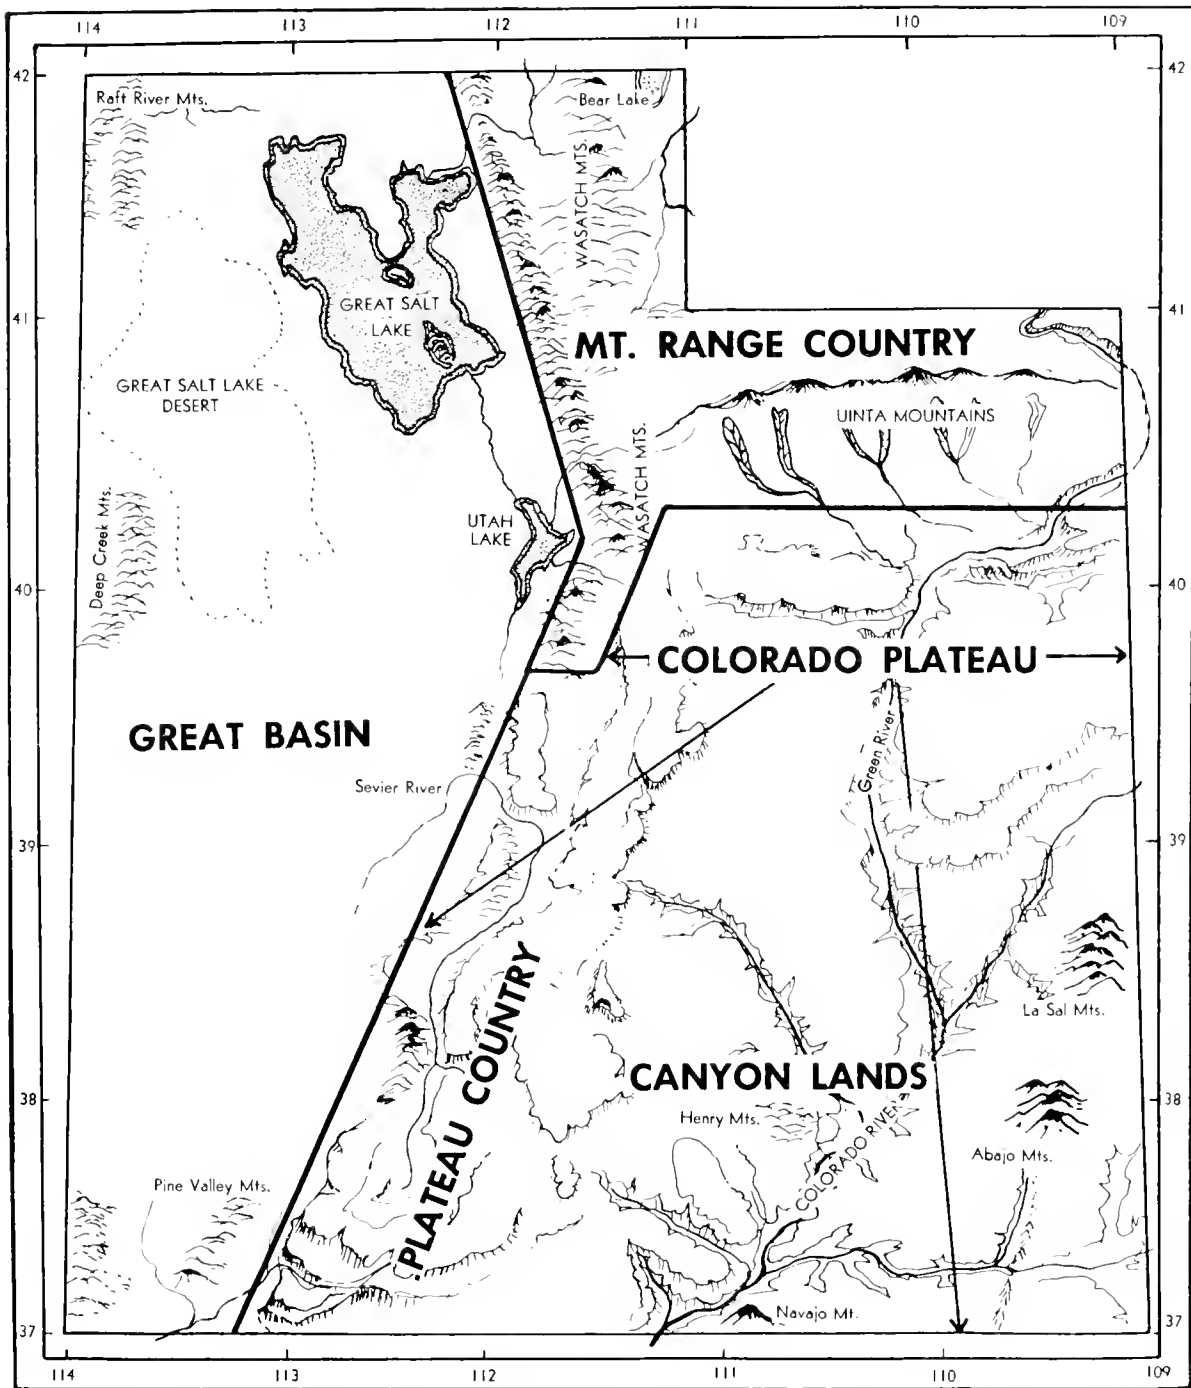 114 113 112 111 110 109
42 42
Raft River Mts.
Bear Lake
WASATCH MTS.
GREAT SALT
LAKE
41 41
MT. RANGE COUNTRY
GREAT SALT LAKE
DESERT
UINTA MOUNTAINS
WASATCH MTS.
Deep Creek Mts.
UTAH
LAKE
40 40
COLORADO PLATEAU
GREAT BASIN
Green River
Sevier River
39 39
PLATEAU COUNTRY
La Sal Mts.
CANYON LANDS
38 38
Henry Mts.
COLORADO RIVER
Abajo Mts.
Pine Valley Mts.
Navajo Mt.
37 37
114 113 112 111 110 109